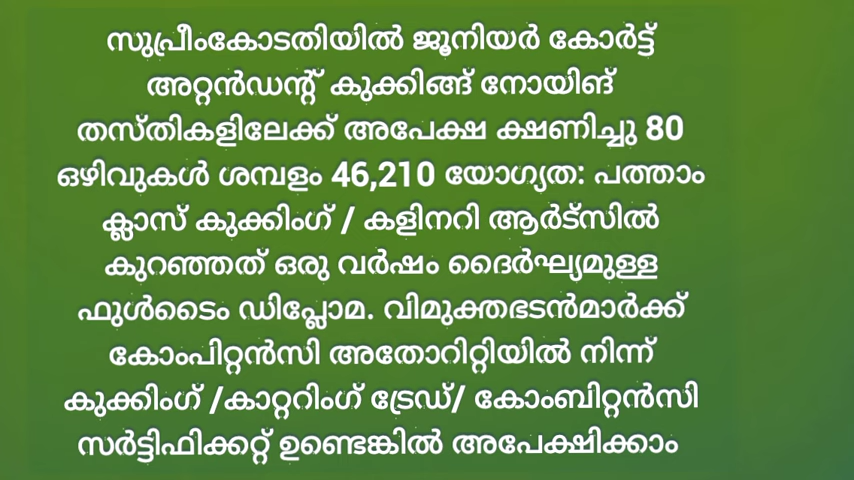 സുപ്രീംകോടതിയിൽ ജൂനിയർ കോർട്ട്
അറ്റൻഡന്റ് കുക്കിങ്ങ് നോയിങ്
തസ്തികളിലേക്ക് അപേക്ഷ ക്ഷണിച്ചു 80
ഒഴിവുകൾ ശമ്പളം 46,210 യോഗ്യത: പത്താം
ക്ലാസ് കുക്കിംഗ് / കളിനറി ആർട്സിൽ
കുറഞ്ഞത് ഒരു വർഷം ദൈർഘ്യമുള്ള
ഫുൾടൈം ഡിപ്ലോമ. വിമുക്തഭടൻമാർക്ക്
കോംപിറ്റൻസി അതോറിറ്റിയിൽ നിന്ന്
കുക്കിംഗ് /കാറ്ററിംഗ് ട്രേഡ്/ കോംബിറ്റൻസി
സർട്ടിഫിക്കറ്റ് ഉണ്ടെങ്കിൽ അപേക്ഷിക്കാം